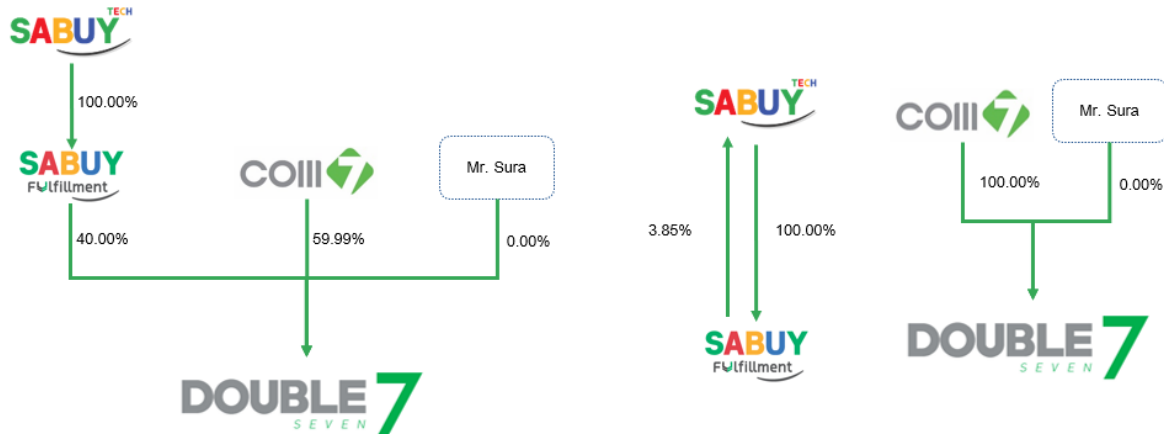 SABUY TECH
100.00%
SABUY
Fulfillment
COM7
Mr. Sura
40.00%
59.99%
0.00%
DOUBLE 7
SEVEN
SABUY TECH
COM7
Mr. Sura
100.00%
0.00%
3.85%
100.00%
SABUY
Fulfillment
DOUBLE 7
SEVEN